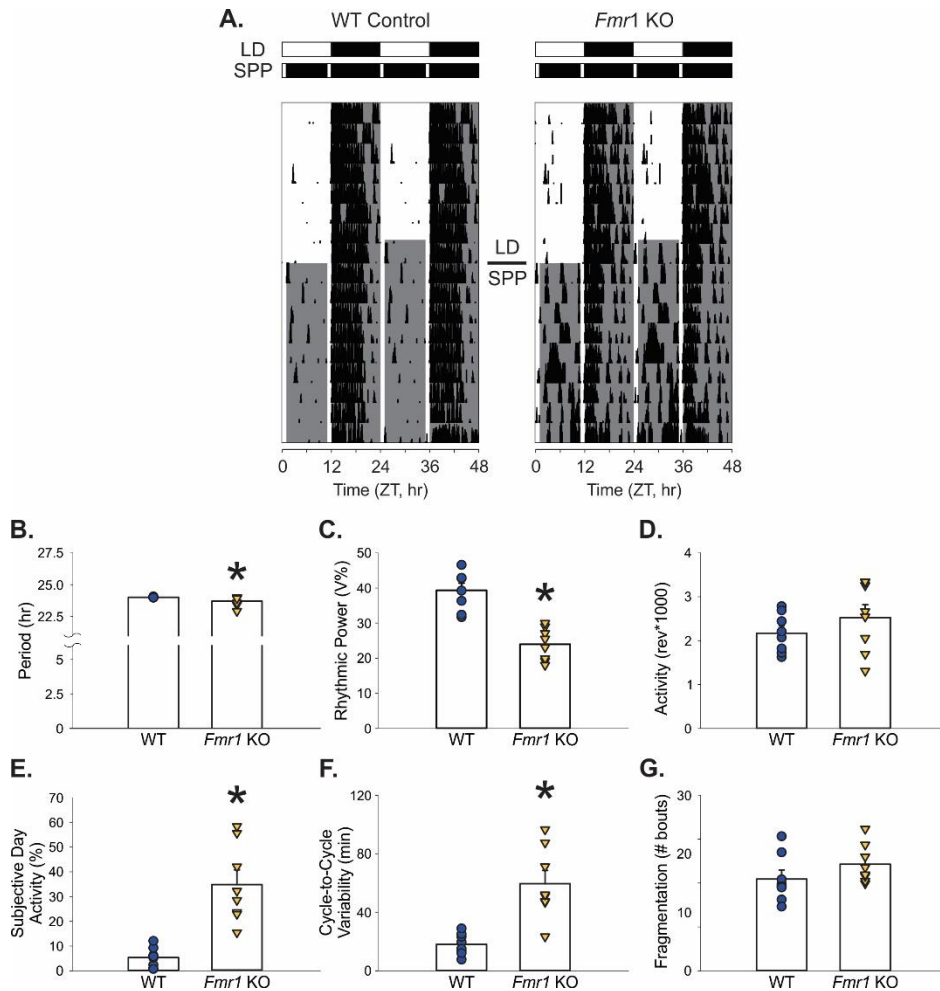 A.
WT Control
Fmr1 KO
LD
SPP
LD
SPP
0 12 24 36 48
Time (ZT, hr)
0 12 24 36 48
Time (ZT, hr)
B.
Period (hr)
27.5
25.0
22.5
5
2.5
0
WT
Fmr1 KO
*
C.
Rhythmic Power (V%)
50
40
30
20
10
0
WT
Fmr1 KO
*
D.
Activity (rev*1000)
4
3
2
1
0
WT
Fmr1 KO
E.
Subjective Day
Activity (%)
70
60
50
40
30
20
10
0
WT
Fmr1 KO
*
F.
Cycle-to-Cycle
Variability (min)
120
80
40
0
WT
Fmr1 KO
*
G.
Fragmentation (# bouts)
30
20
10
0
WT
Fmr1 KO